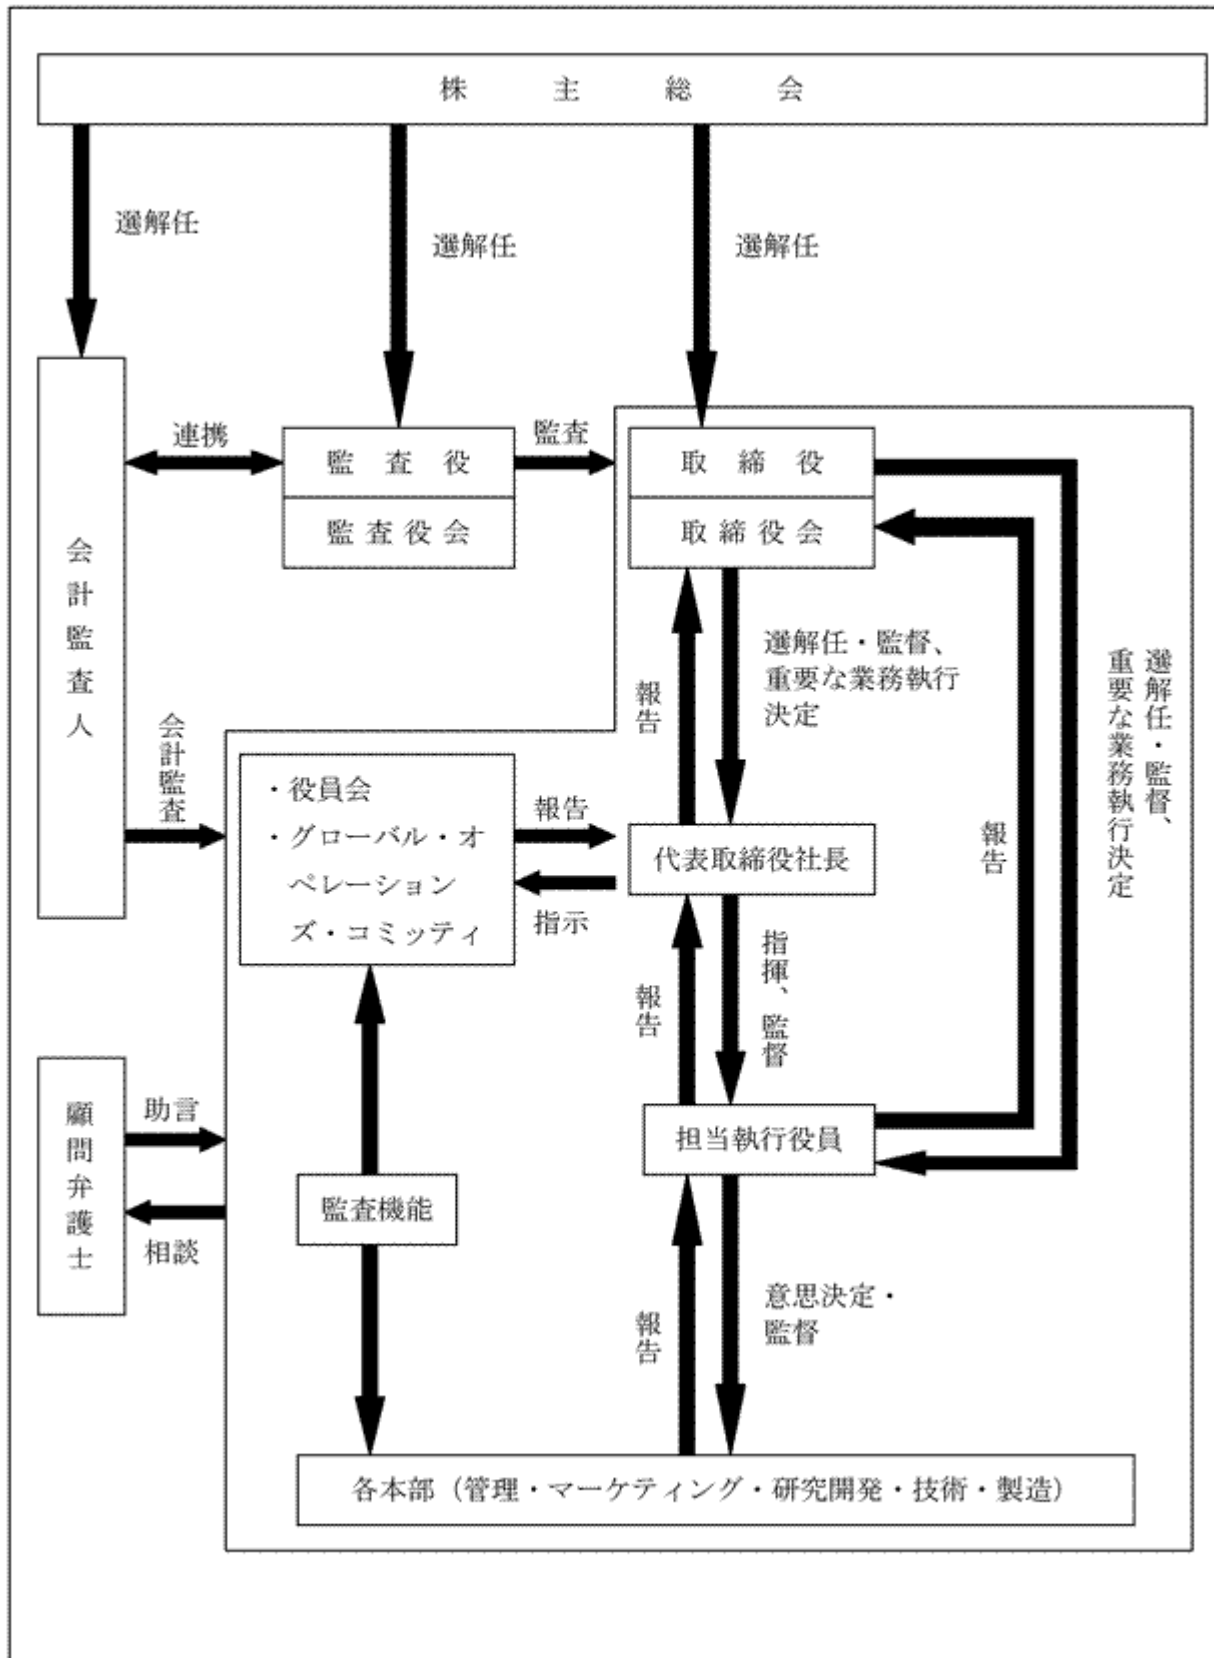 株主総会
選解任
選解任
選解任
連携
監査
監査役
監査役会
取締役
取締役会
会計監査人
会計監査
選解任・監督、
重要な業務執行
決定
報告
選解任・監督、
重要な業務執行決定
報告
・役員会
・グローバル・オ
ペレーション
ズ・コミッティ
報告
指示
代表取締役社長
報告
指揮、監督
顧問弁護士
助言
相談
担当執行役員
監査機能
報告
意思決定・
監督
各本部（管理・マーケティング・研究開発・技術・製造）